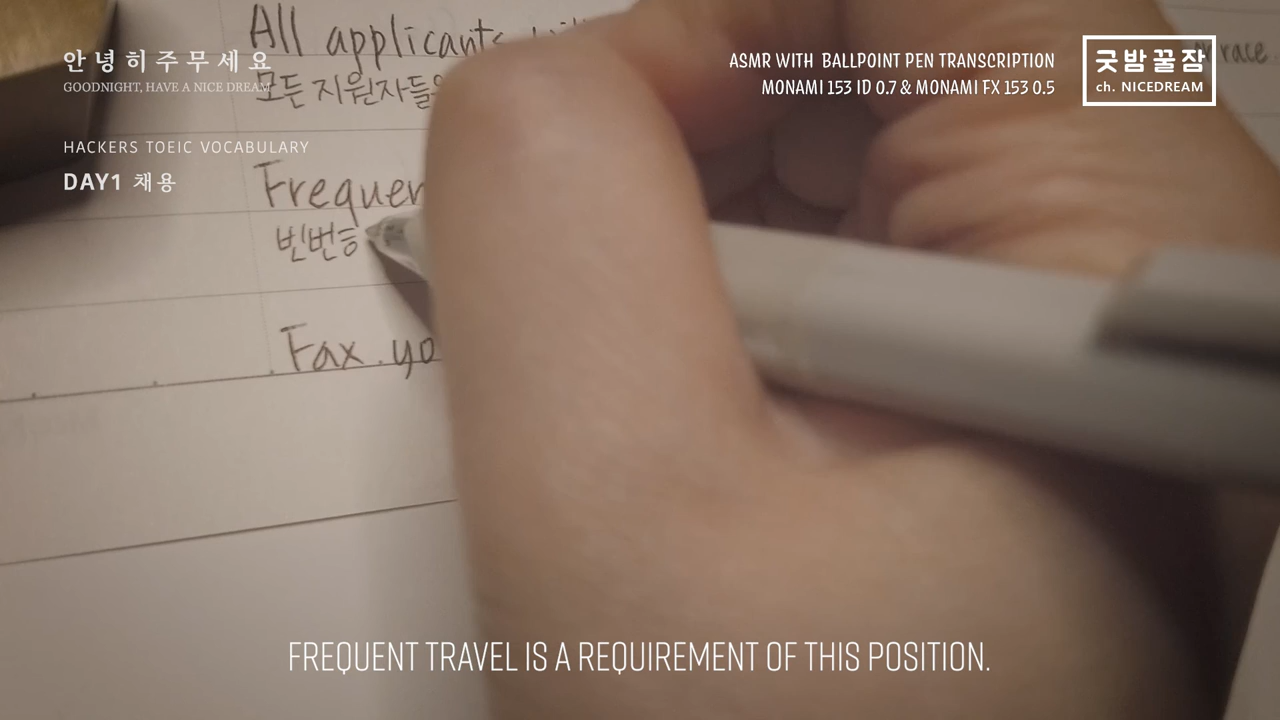 안녕히주무세요
GOODNIGHT, HAVE A NICE DREAM
HACKERS TOEIC VOCABULARY
DAY1 채용
ASMR WITH BALLPOINT PEN TRANSCRIPTION
MONAMI 153 ID 0.7 & MONAMI FX 153 0.5
굿밤꿀잠
ch. NICEDREAM
All applicants
race
모든 지원자들을
Frequen
빈번히
Fax yo
FREQUENT TRAVEL IS A REQUIREMENT OF THIS POSITION.